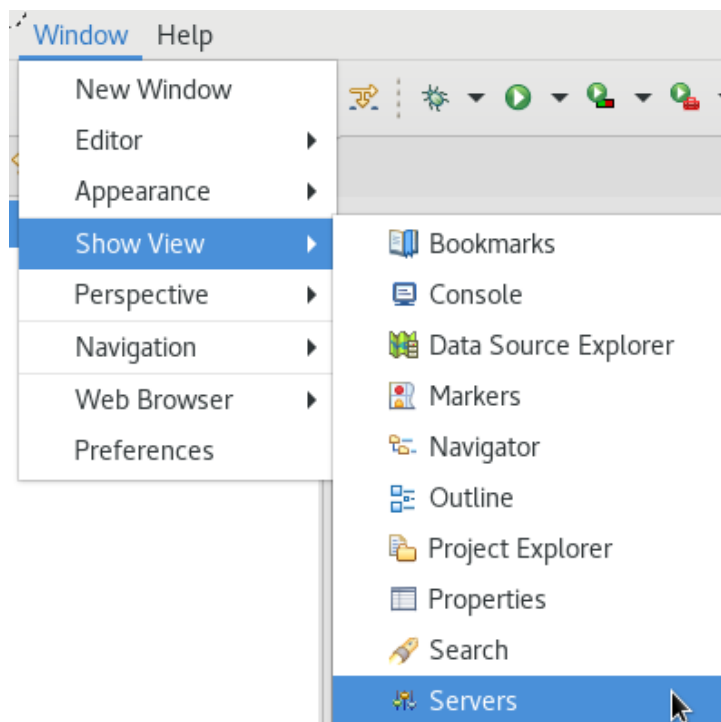 Window Help
New Window
Editor
Appearance
Show View
Perspective
Navigation
Web Browser
Preferences
Bookmarks
Console
Data Source Explorer
Markers
Navigator
Outline
Project Explorer
Properties
Search
Servers